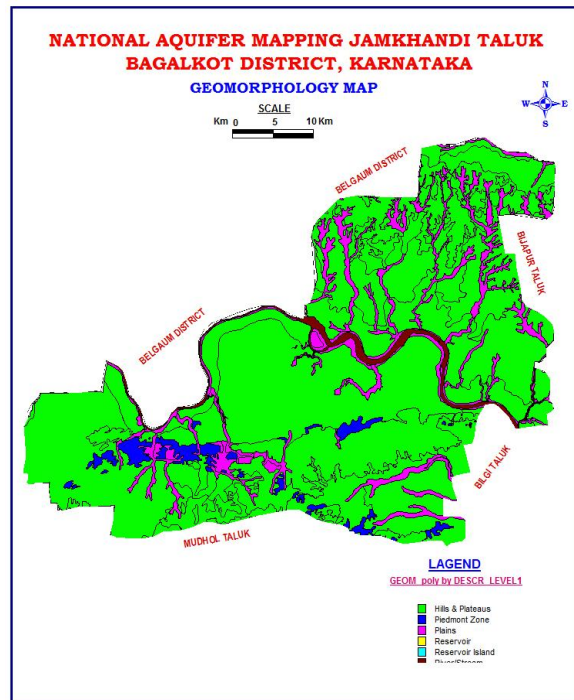 NATIONAL AQUIFER MAPPING JAMKHANDI TALUK
BAGALKOT DISTRICT, KARNATAKA
GEOMORPHOLOGY MAP
SCALE
Km 0 5 10 Km
N
W E
S
BELGAUM DISTRICT
BIJAPUR TALUK
BELGAUM DISTRICT
BILGI TALUK
MUDHOL TALUK
LAGEND
GEOM_poly by DESCR_LEVEL1
Hills & Plateaus
Piedmont Zone
Plains
Reservoir
Reservoir Island
River/Stream